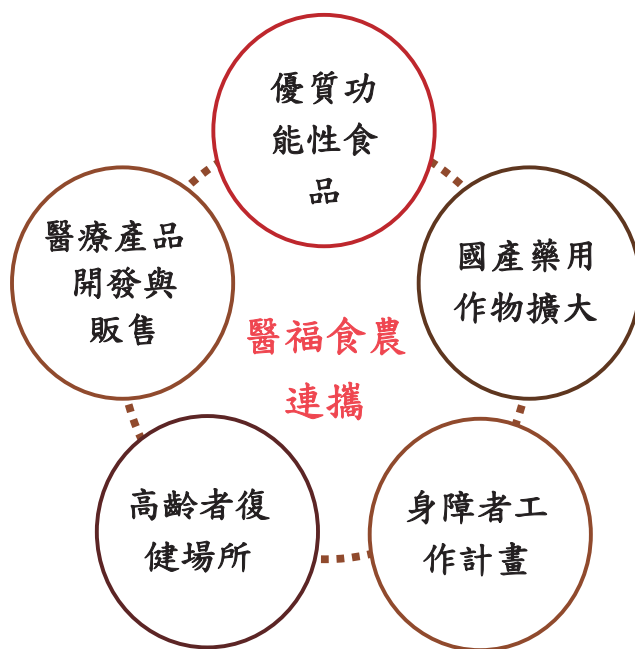 優質功
能性食
品
醫療產品
開發與
販售
國產藥用
作物擴大
醫福食農
連攜
高齡者復
健場所
身障者工
作計畫